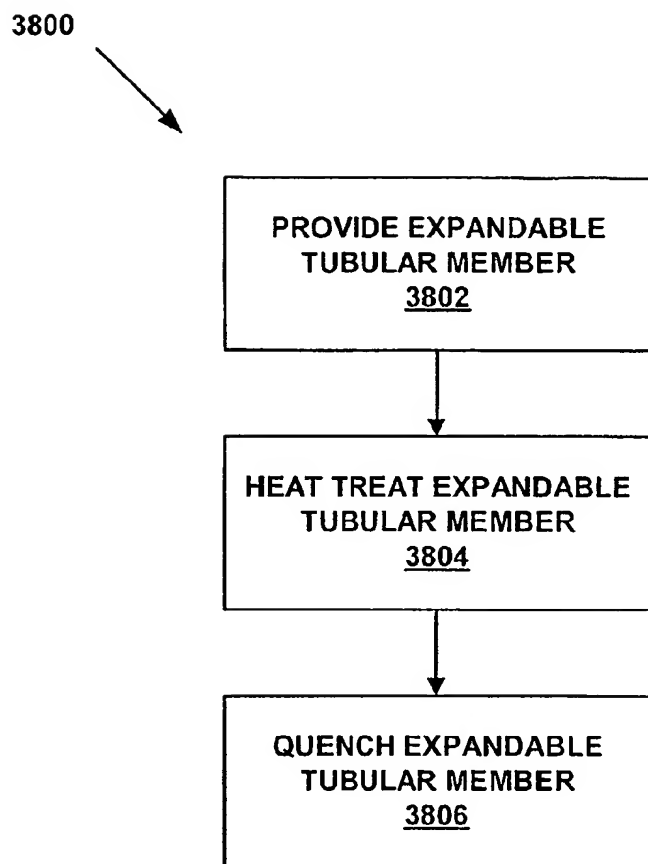 3800
PROVIDE EXPANDABLE
TUBULAR MEMBER
3802
HEAT TREAT EXPANDABLE
TUBULAR MEMBER
3804
QUENCH EXPANDABLE
TUBULAR MEMBER
3806